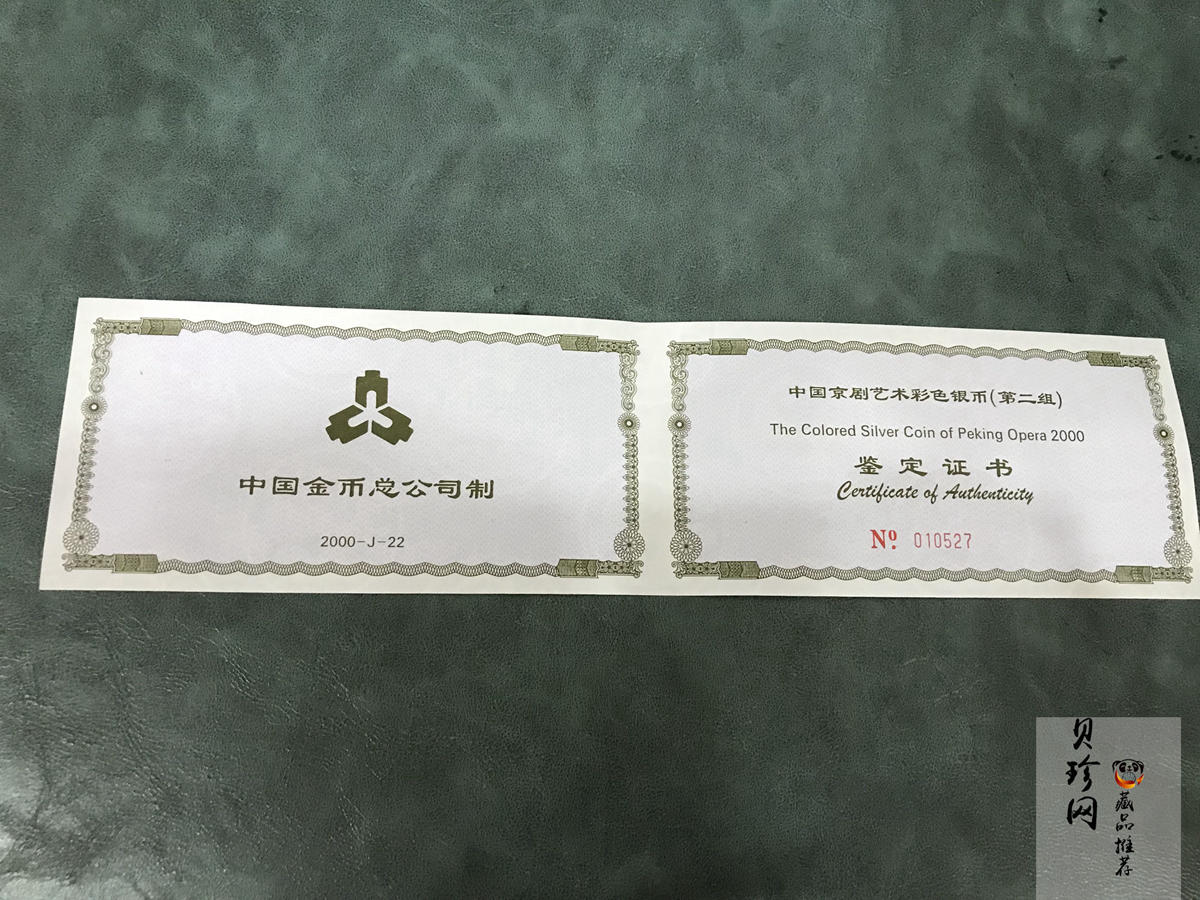 中国金币总公司制
2000-J-22
中国京剧艺术彩色银币(第二组)
The Colored Silver Coin of Peking Opera 2000
鉴定证书
Certificate of Authenticity
Nº. 010527
贝珍网
藏品推荐